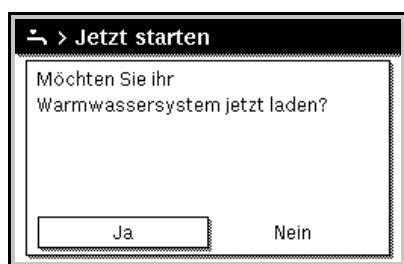 > Jetzt starten
Möchten Sie ihr
Warmwassersystem jetzt laden?
Ja
Nein